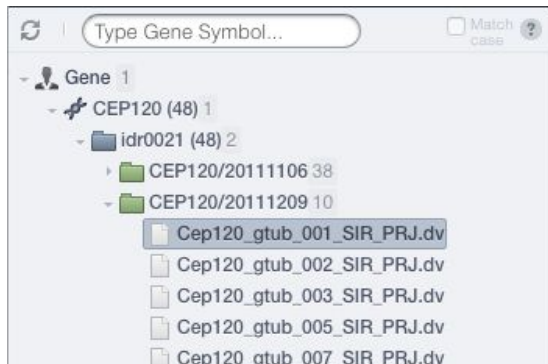 Type Gene Symbol...
Match case
?
Gene 1
CEP120 (48) 1
idr0021 (48) 2
CEP120/20111106 38
CEP120/20111209 10
Cep120_gtub_001_SIR_PRJ.dv
Cep120_gtub_002_SIR_PRJ.dv
Cep120_gtub_003_SIR_PRJ.dv
Cep120_gtub_005_SIR_PRJ.dv
Cep120_gtub_007_SIR_PRJ.dv